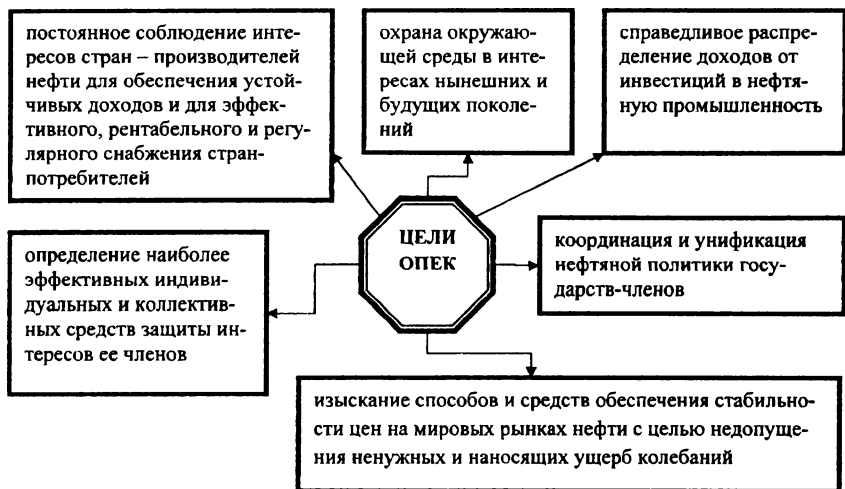 постоянное соблюдение инте-
ресов стран – производителей
нефти для обеспечения устой-
чивых доходов и для эффек-
тивного, рентабельного и регу-
лярного снабжения стран-
потребителей
охрана окружаю-
щей среды в инте-
ресах нынешних и
будущих поколе-
ний
справедливое распре-
деление доходов от
инвестиций в нефтя-
ную промышленность
ЦЕЛИ
ОПЕК
определение наиболее
эффективных индиви-
дуальных и коллектив-
ных средств защиты ин-
тересов ее членов
координация и унификация
нефтяной политики госу-
дарств-членов
изыскание способов и средств обеспечения стабильно-
сти цен на мировых рынках нефти с целью недопуще-
ния ненужных и наносящих ущерб колебаний